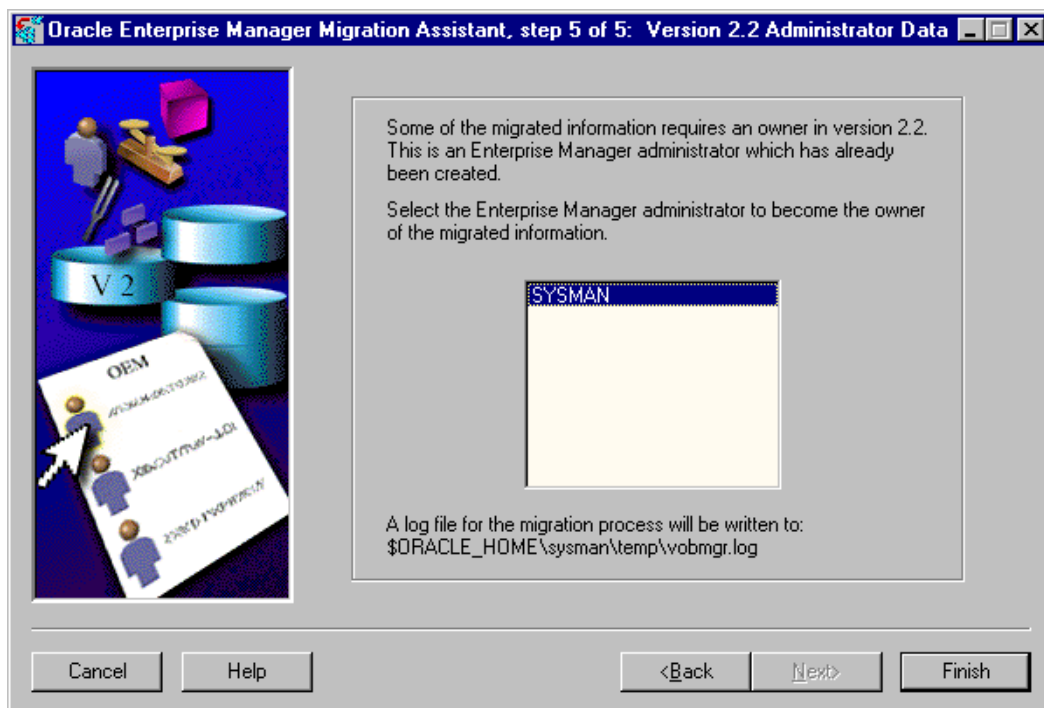 Oracle Enterprise Manager Migration Assistant, step 5 of 5: Version 2.2 Administrator Data
Some of the migrated information requires an owner in version 2.2.
This is an Enterprise Manager administrator which has already
been created.
Select the Enterprise Manager administrator to become the owner
of the migrated information.
SYSMAN
V 2
OEM
A log file for the migration process will be written to:
$ORACLE_HOME\sysman\temp\vobmgr.log
Cancel
Help
<Back
Next>
Finish